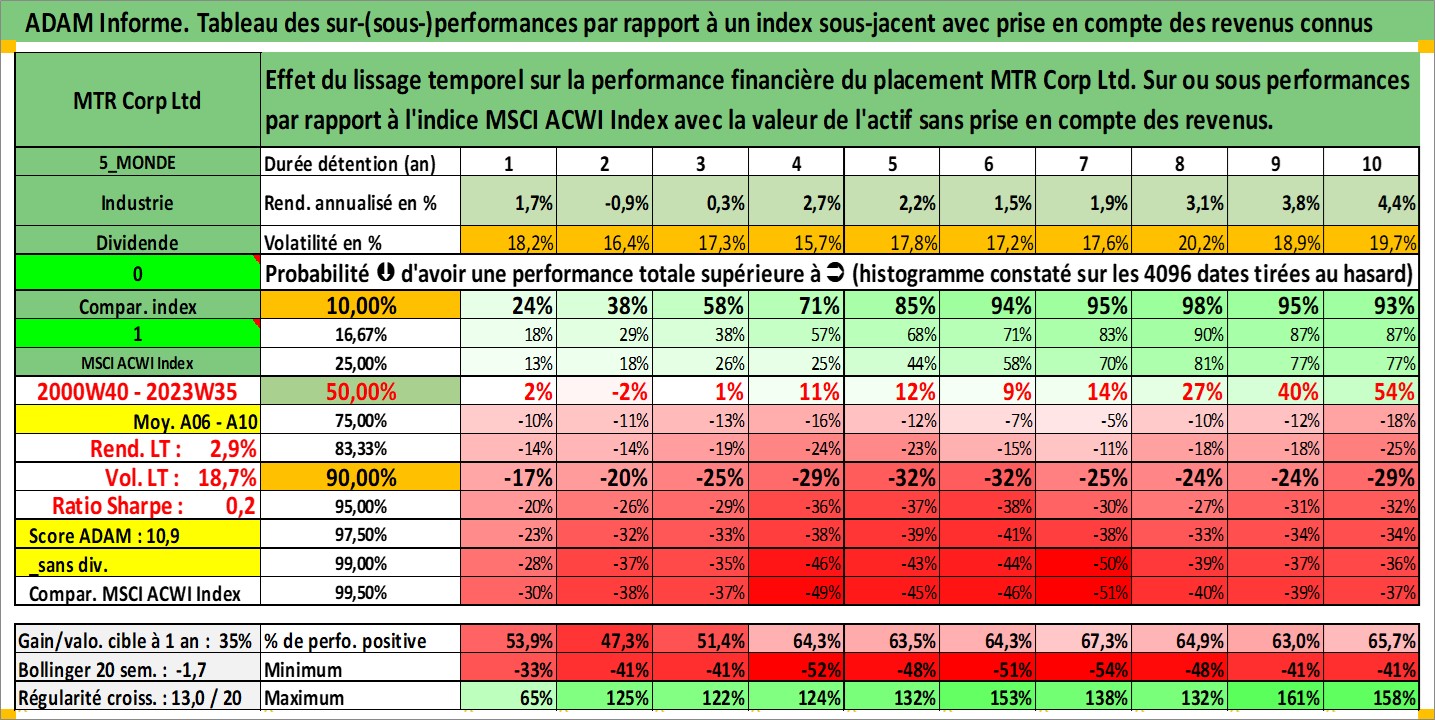 ADAM Informe. Tableau des sur-(sous-)performances par rapport à un index sous-jacent avec prise en compte des revenus connus
MTR Corp Ltd
Effet du lissage temporel sur la performance financière du placement MTR Corp Ltd. Sur ou sous performances
par rapport à l'indice MSCI ACWI Index avec la valeur de l'actif sans prise en compte des revenus.
5_MONDE Durée détention (an) 1 2 3 4 5 6 7 8 9 10
Industrie Rend. annualisé en % 1,7% -0,9% 0,3% 2,7% 2,2% 1,5% 1,9% 3,1% 3,8% 4,4%
Dividende Volatilité en % 18,2% 16,4% 17,3% 15,7% 17,8% 17,2% 17,6% 20,2% 18,9% 19,7%
0 Probabilité d'avoir une performance totale supérieure à (histogramme constaté sur les 4096 dates tirées au hasard)
Compar. index 10,00% 24% 38% 58% 71% 85% 94% 95% 98% 95% 93%
1 16,67% 18% 29% 38% 57% 68% 71% 83% 90% 87% 87%
MSCI ACWI Index 25,00% 13% 18% 26% 25% 44% 58% 70% 81% 77% 77%
2000W40 - 2023W35 50,00% 2% -2% 1% 11% 12% 9% 14% 27% 40% 54%
Moy. A06 - A10 75,00% -10% -11% -13% -16% -12% -7% -5% -10% -12% -18%
Rend. LT : 2,9% 83,33% -14% -14% -19% -24% -23% -15% -11% -18% -18% -25%
Vol. LT : 18,7% 90,00% -17% -20% -25% -29% -32% -32% -25% -24% -24% -29%
Ratio Sharpe : 0,2 95,00% -20% -26% -29% -36% -37% -38% -30% -27% -31% -32%
Score ADAM : 10,9 97,50% -23% -32% -33% -38% -39% -41% -38% -33% -34% -34%
_sans div. 99,00% -28% -37% -35% -46% -43% -44% -50% -39% -37% -36%
Compar. MSCI ACWI Index 99,50% -30% -38% -37% -49% -45% -46% -51% -40% -39% -37%
Gain/valo. cible à 1 an : 35% % de perfo. positive 53,9% 47,3% 51,4% 64,3% 63,5% 64,3% 67,3% 64,9% 63,0% 65,7%
Bollinger 20 sem. : -1,7 Minimum -33% -41% -41% -52% -48% -51% -54% -48% -41% -41%
Régularité croiss. : 13,0 / 20 Maximum 65% 125% 122% 124% 132% 153% 138% 132% 161% 158%